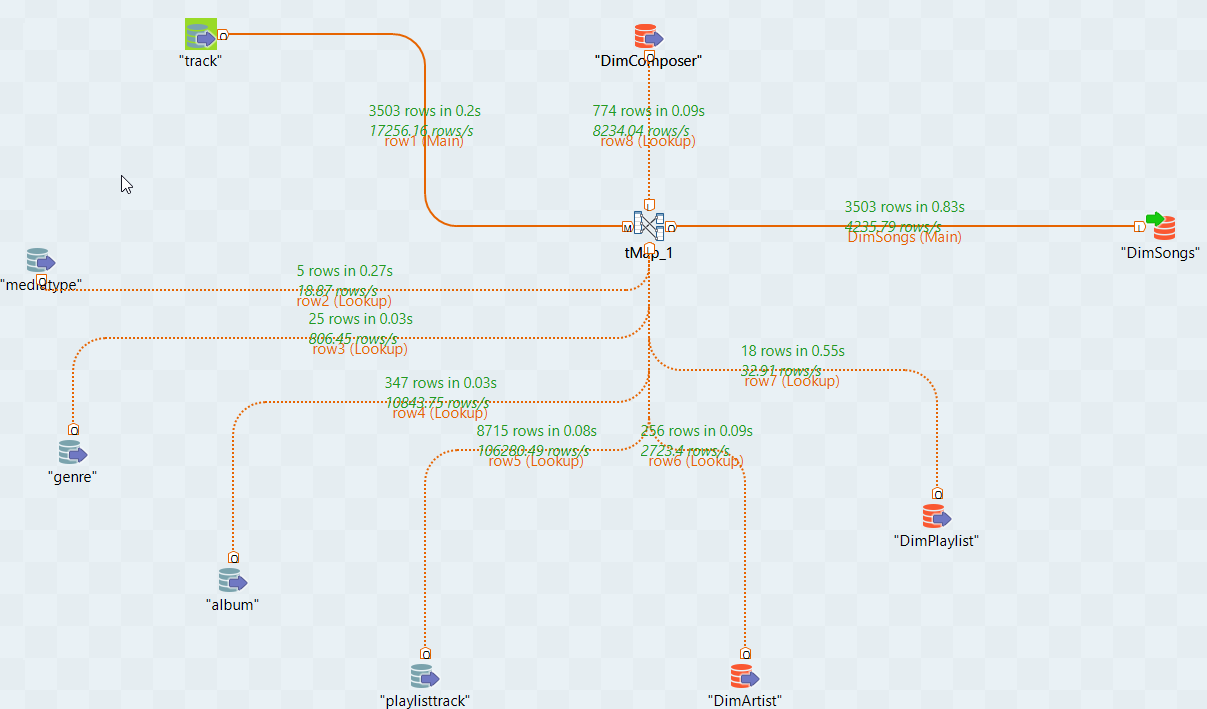 "track"
"DimComposer"
3503 rows in 0.2s
17256.16 rows/s
row1 (Main)
774 rows in 0.09s
8234.04 rows/s
row8 (Lookup)
3503 rows in 0.83s
4235.79 rows/s
DimSongs (Main)
tMap_1
"DimSongs"
"mediatype"
5 rows in 0.27s
18.87 rows/s
row2 (Lookup)
25 rows in 0.03s
806.45 rows/s
row3 (Lookup)
18 rows in 0.55s
32.91 rows/s
row7 (Lookup)
347 rows in 0.03s
10843.75 rows/s
row4 (Lookup)
8715 rows in 0.08s
106280.49 rows/s
row5 (Lookup)
256 rows in 0.09s
2723.4 rows/s
row6 (Lookup)
"genre"
"DimPlaylist"
"album"
"playlisttrack"
"DimArtist"